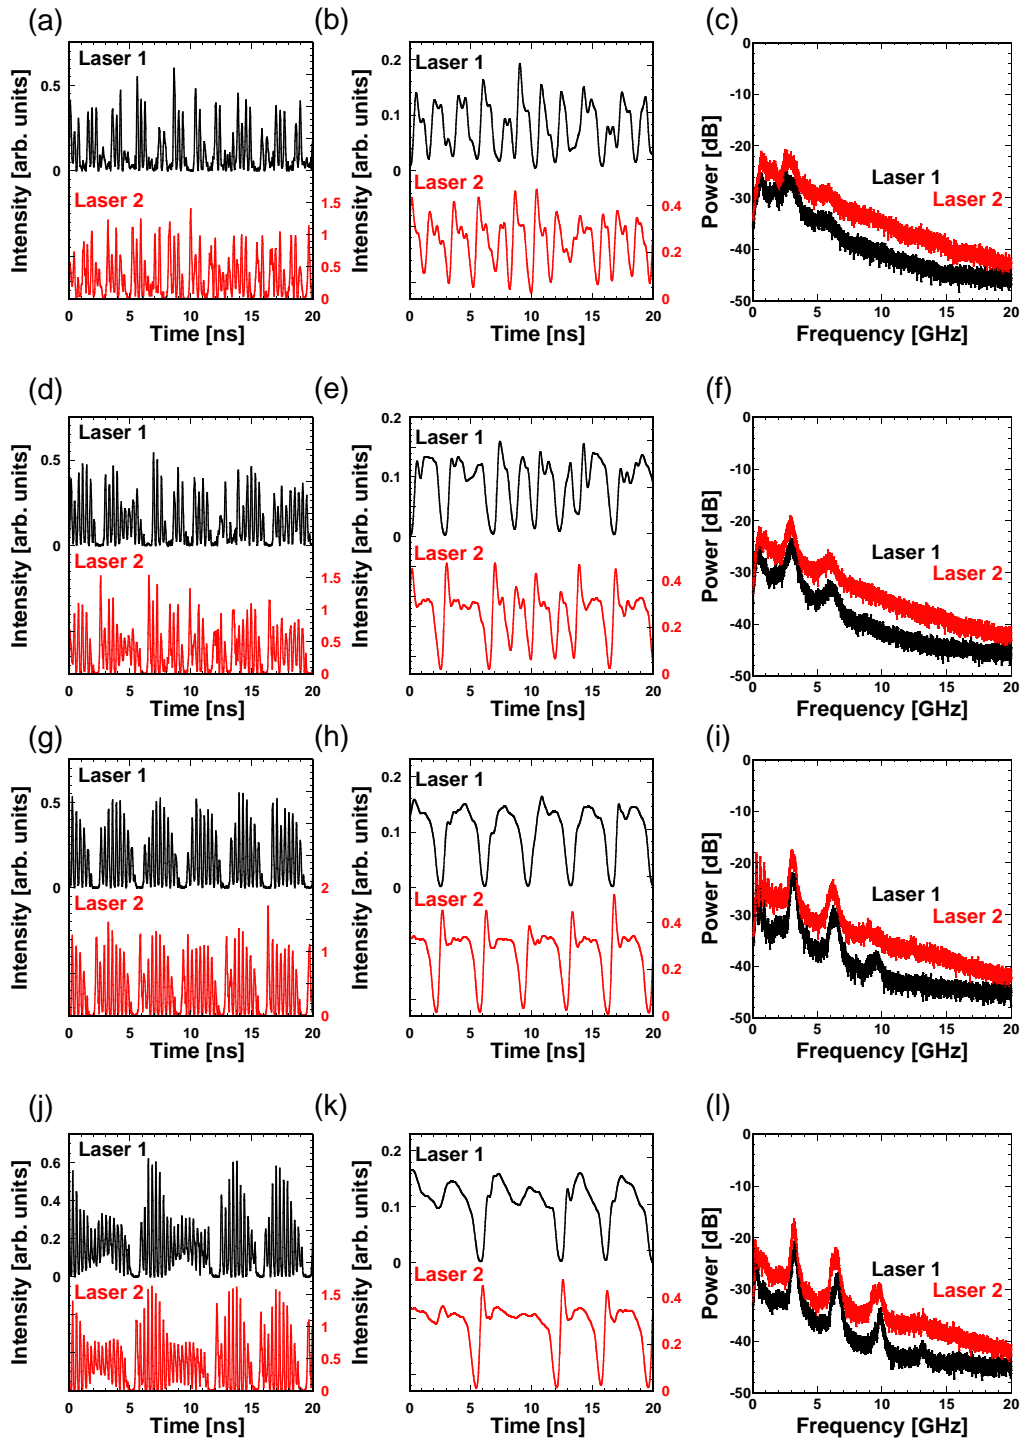 (a) (b) (c)
Laser 1 Laser 1 0
0.5 0.2 -10
Intensity [arb. units] Intensity [arb. units] Power [dB]
0.1 -20
0 0 Laser 1
Laser 2 1.5 Laser 2 0.4 -30 Laser 2
1 0.2 -40
0.5
0 0 -50
0 5 10 15 20 0 5 10 15 20 0 5 10 15 20
Time [ns] Time [ns] Frequency [GHz]
(d) (e) (f)
Laser 1 0.2 Laser 1 0
0.5 -10
Intensity [arb. units] 0.1 Intensity [arb. units] Power [dB]
-20
0 0 Laser 1
Laser 2 1.5 Laser 2 0.4 -30 Laser 2
1 0.2 -40
0.5
0 0 -50
0 5 10 15 20 0 5 10 15 20 0 5 10 15 20
Time [ns] Time [ns] Frequency [GHz]
(g) (h) (i)
Laser 1 Laser 1 0
0.5 0.2 -10
Intensity [arb. units] 0.1 Intensity [arb. units] Power [dB]
-20
0 2 0 Laser 1
Laser 2 Laser 2 0.4 -30 Laser 2
1 0.2 -40
0 0 -50
0 5 10 15 20 0 5 10 15 20 0 5 10 15 20
Time [ns] Time [ns] Frequency [GHz]
(j) (k) (l)
Laser 1 Laser 1 0
0.6 0.2 -10
0.4 Intensity [arb. units] 0.1 Intensity [arb. units] Power [dB]
0.2 -20
0 0 Laser 1
Laser 2 1.5 Laser 2 0.4 -30 Laser 2
1 0.2 -40
0.5
0 0 -50
0 5 10 15 20 0 5 10 15 20 0 5 10 15 20
Time [ns] Time [ns] Frequency [GHz]